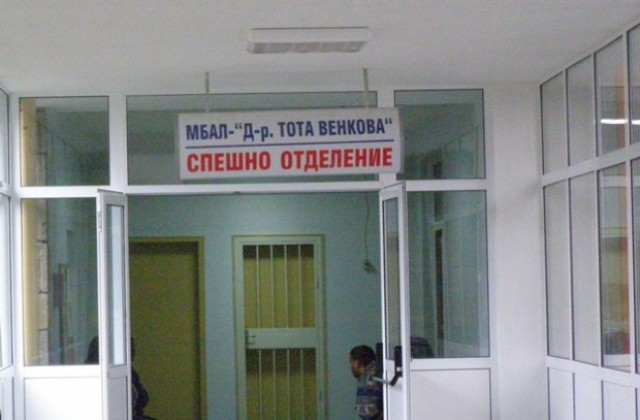 МБАЛ-“Д-р. ТОТА ВЕНКОВА“
СПЕШНО ОТДЕЛЕНИЕ